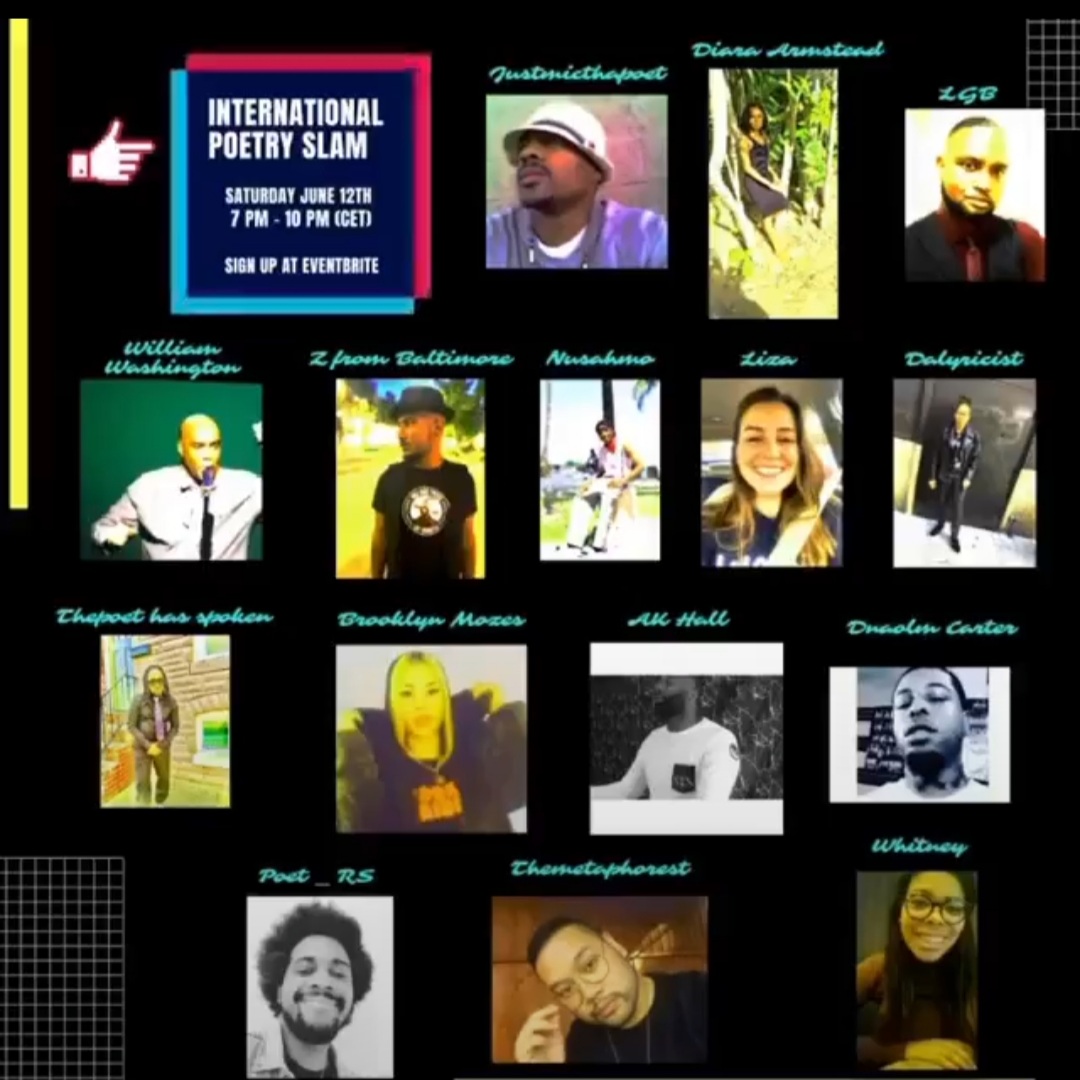 INTERNATIONAL
POETRY SLAM
SATURDAY JUNE 12TH
7 PM - 10 PM (CET)
SIGN UP AT EVENTBRITE
Justmicthapoet
Diara Armstead
LGB
William
Washington
Z from Baltimore
Nusahmo
Liza
Dalyricist
Thepoet has spoken
Brooklyn Mozes
AK Hall
Dnaolm Carter
Poet _ RS
Themetaphorest
Whitney